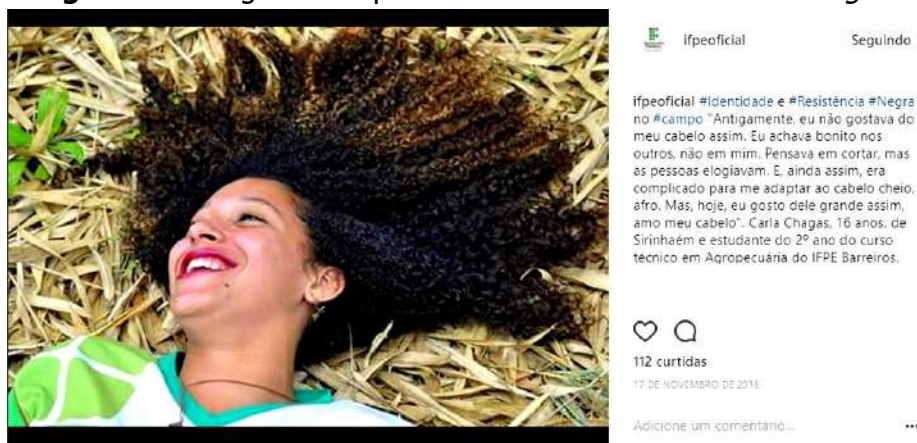 ifpeoficial
Seguindo
ifpeoficial #Identidade e #Resistência #Negra
no #campo "Antigamente, eu não gostava do
meu cabelo assim. Eu achava bonito nos
outros, não em mim. Pensava em cortar, mas
as pessoas elogiavam. E, ainda assim, era
complicado para me adaptar ao cabelo cheio,
afro. Mas, hoje, eu gosto dele grande assim,
amo meu cabelo". Carla Chagas, 16 anos, de
Sirinhaém e estudante do 2º ano do curso
técnico em Agropecuária do IFPE Barreiros.
112 curtidas
17 DE NOVEMBRO DE 2016
Adicione um comentário...